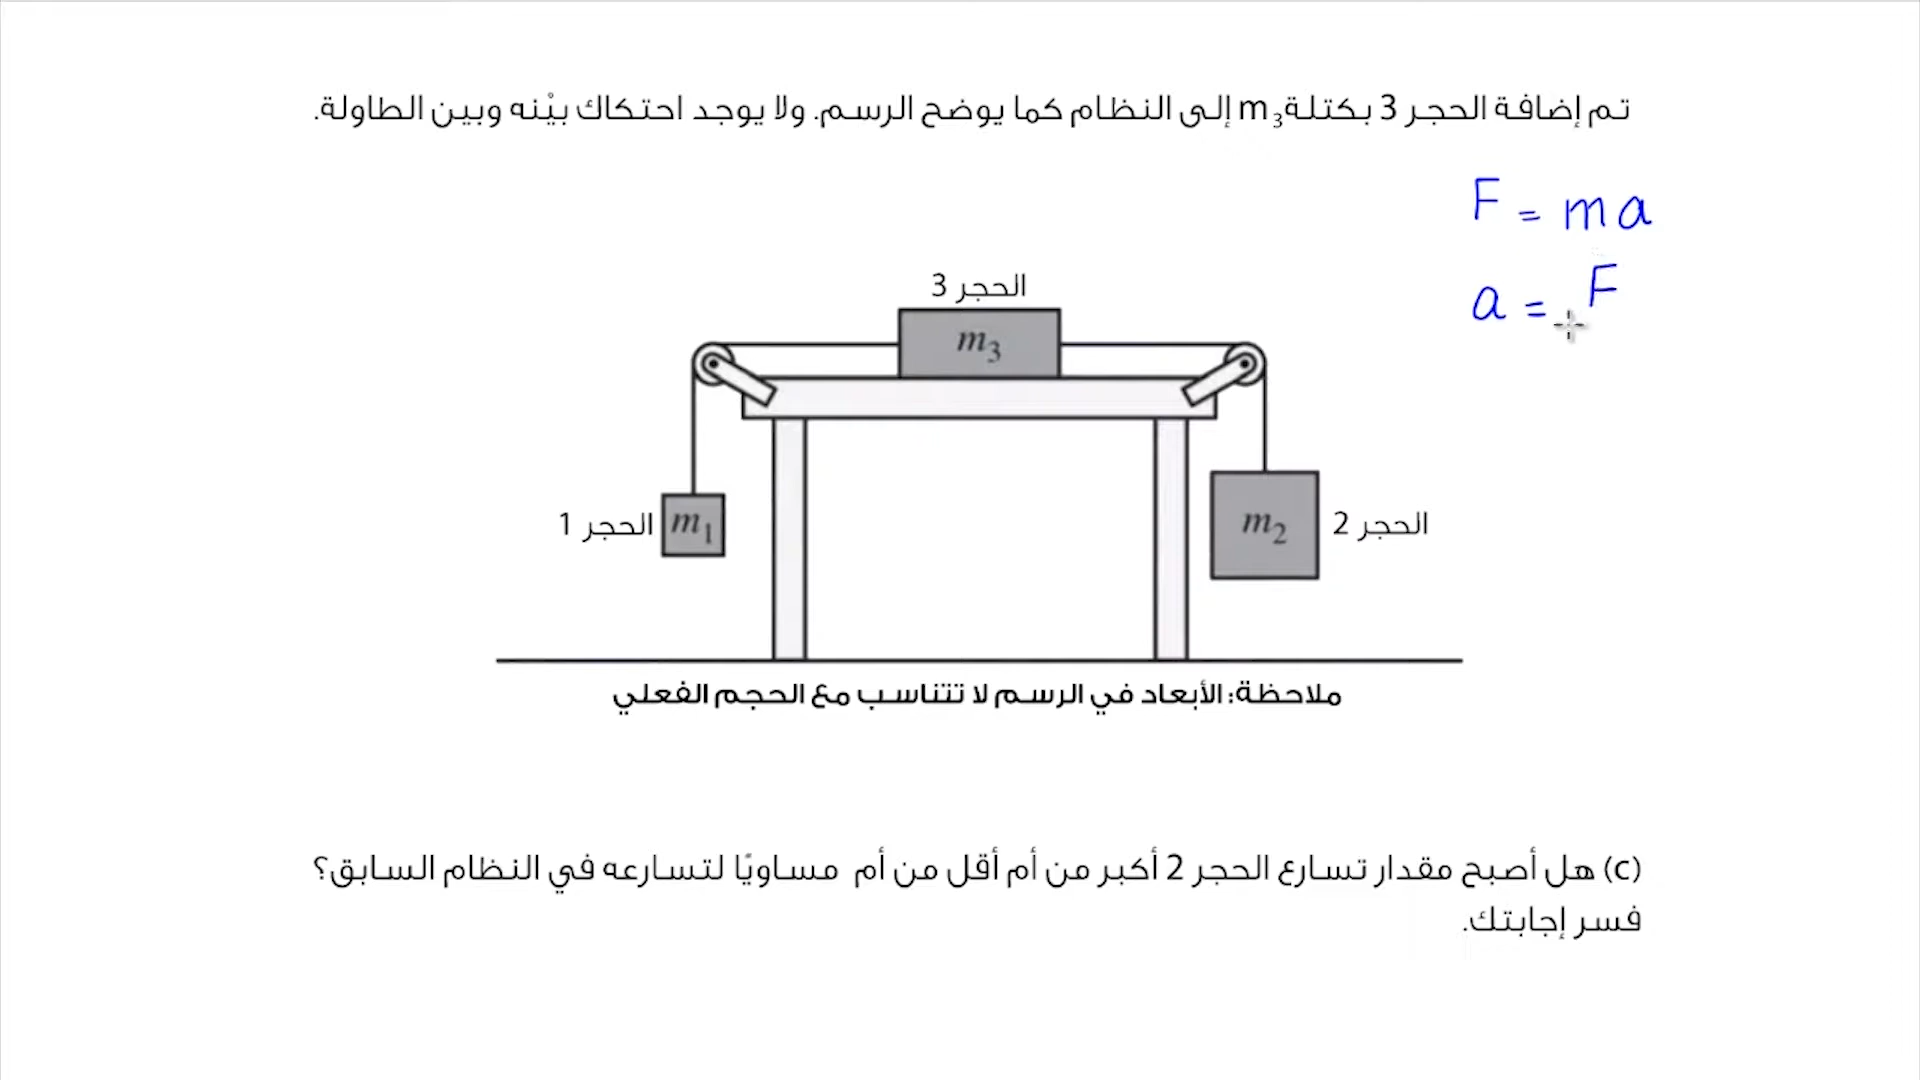 تم إضافة الحجر 3 بكتلة m₃ إلى النظام كما يوضح الرسم. ولا يوجد احتكاك بيْنه وبين الطاولة.
F = ma
a = F
الحجر 3
m₃
الحجر 1
m₁
m₂
الحجر 2
ملاحظة: الأبعاد في الرسم لا تتناسب مع الحجم الفعلي
(c) هل أصبح مقدار تسارع الحجر 2 أكبر من أم أقل من أم مساويًا لتسارعه في النظام السابق؟
فسر إجابتك.